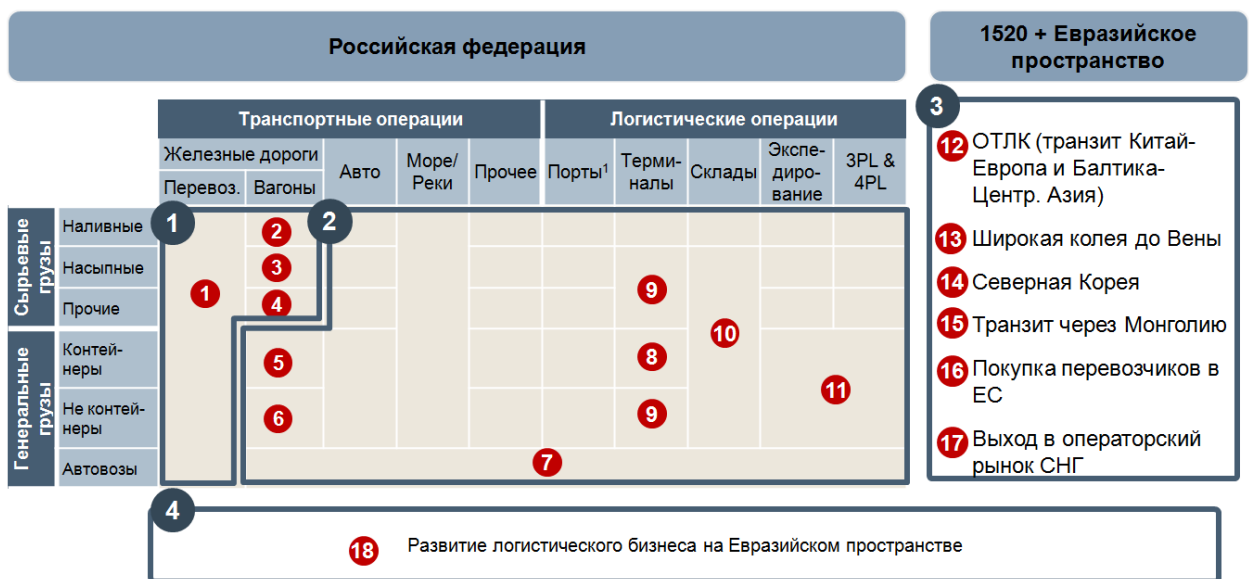 Российская федерация
1520 + Евразийское
пространство
Транспортные операции
Логистические операции
Железные дороги
Перевоз.
Вагоны
Авто
Море/
Реки
Прочее
Порты¹
Терми-
налы
Склады
Экспе-
диро-
вание
3PL &
4PL
Сырьевые
грузы
Наливные
Насыпные
Прочие
Генеральные
грузы
Контей-
неры
Не контей-
неры
Автовозы
1
2
1
2
3
4
5
6
7
8
9
9
10
11
3
12 ОТЛК (транзит Китай-
Европа и Балтика-
Центр. Азия)
13 Широкая колея до Вены
14 Северная Корея
15 Транзит через Монголию
16 Покупка перевозчиков в
ЕС
17 Выход в операторский
рынок СНГ
4
18 Развитие логистического бизнеса на Евразийском пространстве